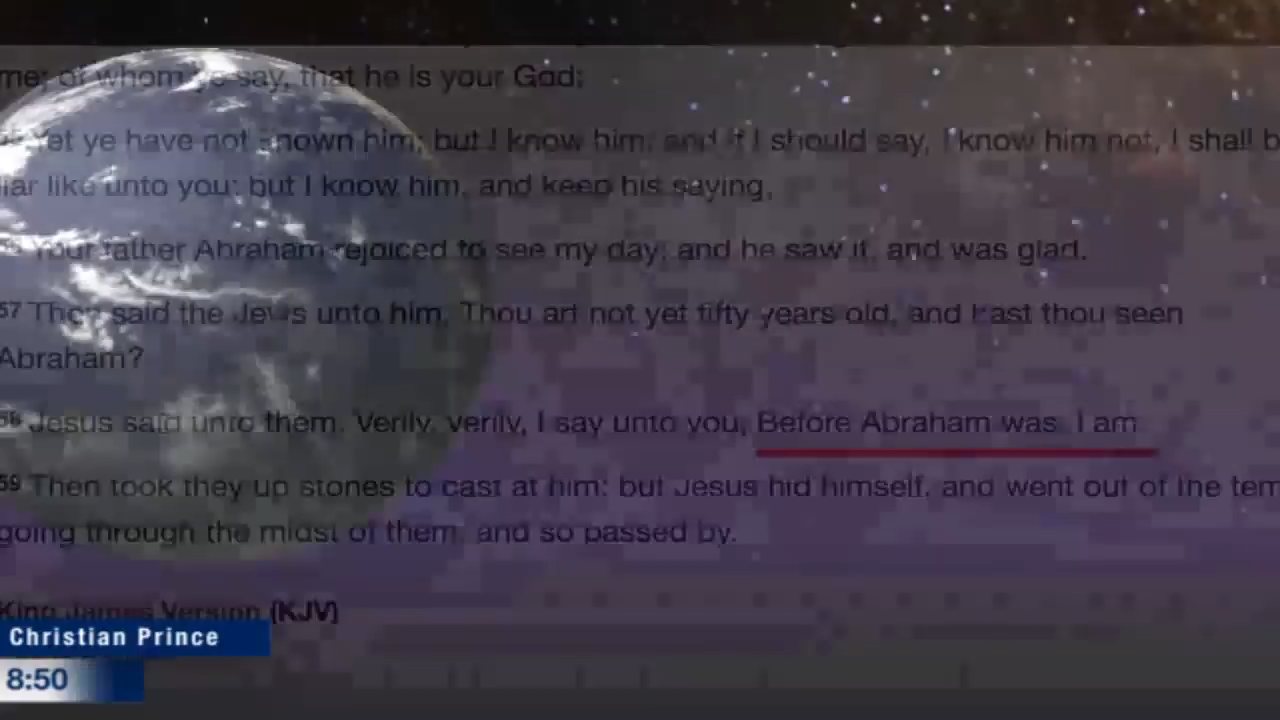 me; of whom ye say, that he is your God:
Yet ye have not known him; but I know him: and if I should say, I know him not, I shall b
liar like unto you: but I know him, and keep his saying.
Your father Abraham rejoiced to see my day: and he saw it, and was glad.
57 Then said the Jews unto him, Thou art not yet fifty years old, and hast thou seen
Abraham?
58 Jesus said unto them, Verily, verily, I say unto you, Before Abraham was, I am
59 Then took they up stones to cast at him: but Jesus hid himself, and went out of the tem
going through the midst of them, and so passed by.
King James Version (KJV)
Christian Prince
8:50